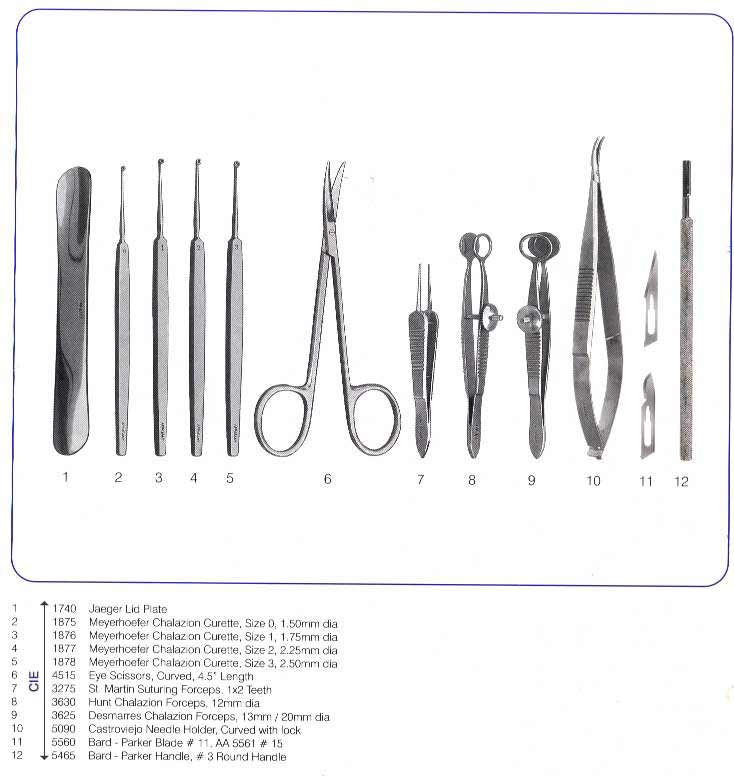 1 2 3 4 5 6 7 8 9 10 11 12
1 1740 Jaeger Lid Plate
2 1875 Meyerhoefer Chalazion Curette, Size 0, 1.50mm dia
3 1876 Meyerhoefer Chalazion Curette, Size 1, 1.75mm dia
4 1877 Meyerhoefer Chalazion Curette, Size 2, 2.25mm dia
5 1878 Meyerhoefer Chalazion Curette, Size 3, 2.50mm dia
6 4515 Eye Scissors, Curved, 4.5" Length
7 3275 St. Martin Suturing Forceps, 1x2 Teeth
8 3630 Hunt Chalazion Forceps, 12mm dia
9 3625 Desmarres Chalazion Forceps, 13mm / 20mm dia
10 5090 Castroviejo Needle Holder, Curved with lock
11 5560 Bard - Parker Blade # 11, AA 5561 # 15
12 5465 Bard - Parker Handle, # 3 Round Handle
CIE